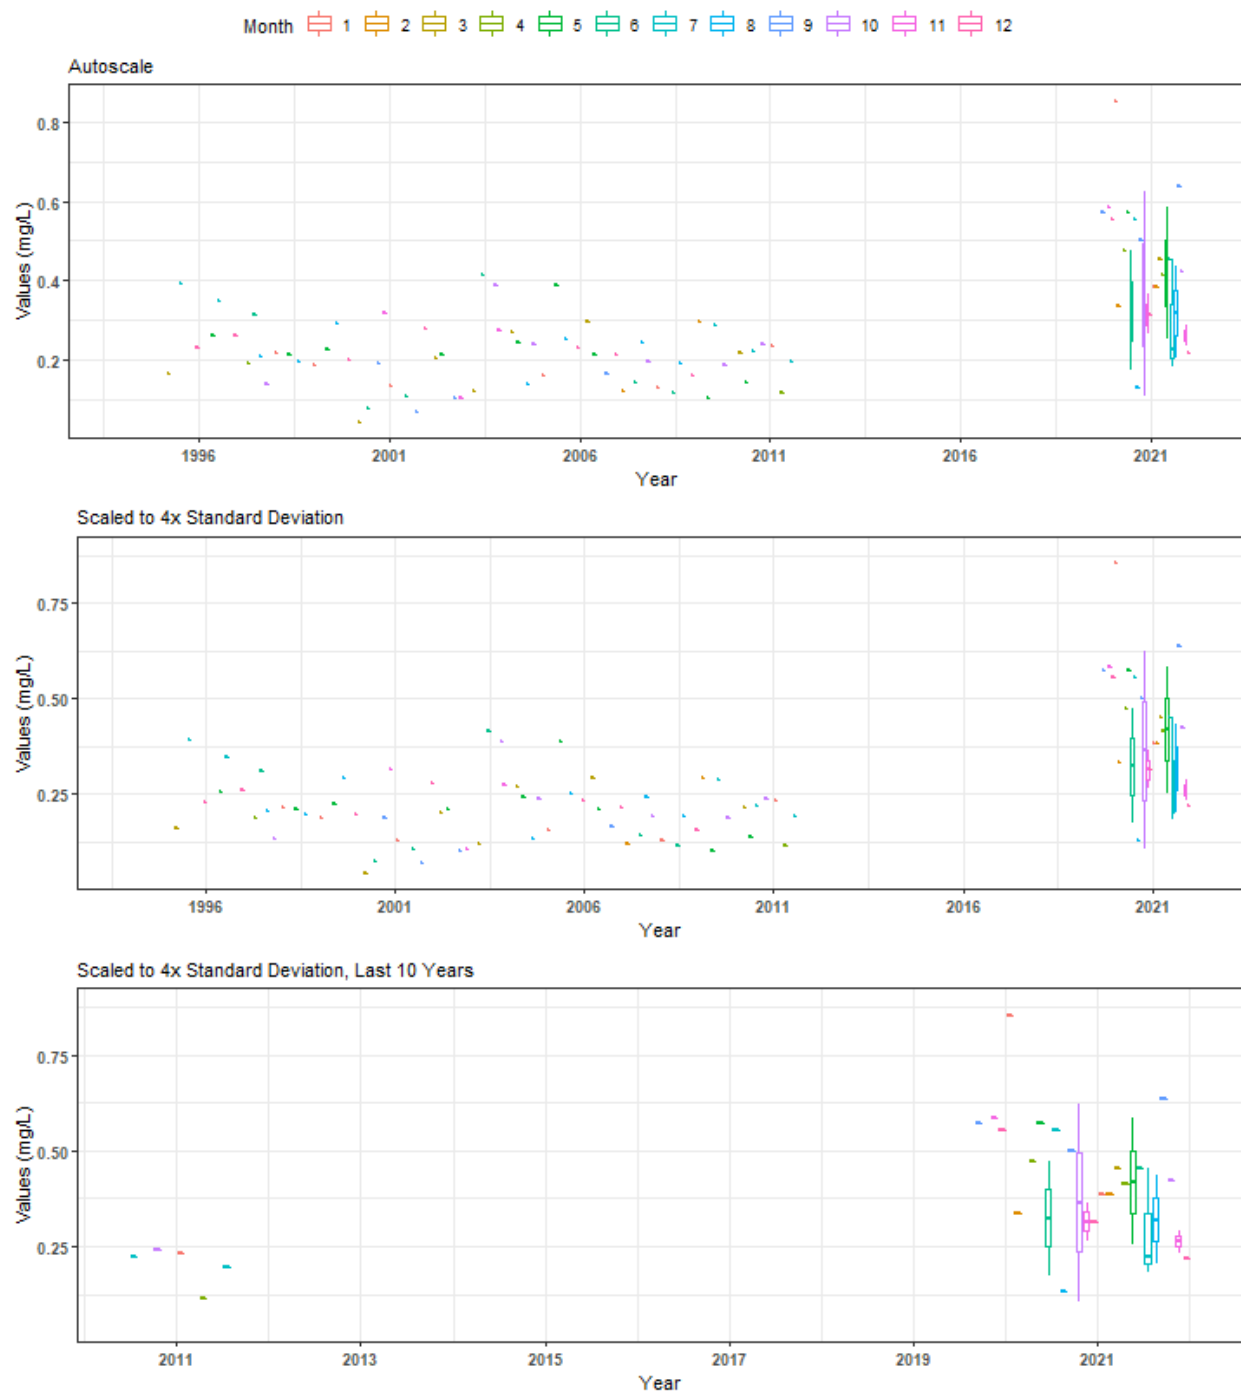 Month 1 2 3 4 5 6 7 8 9 10 11 12
Autoscale
Values (mg/L)
0.8
0.6
0.4
0.2
1996 2001 2006 2011 2016 2021
Year
Scaled to 4x Standard Deviation
Values (mg/L)
0.75
0.50
0.25
1996 2001 2006 2011 2016 2021
Year
Scaled to 4x Standard Deviation, Last 10 Years
Values (mg/L)
0.75
0.50
0.25
2011 2013 2015 2017 2019 2021
Year